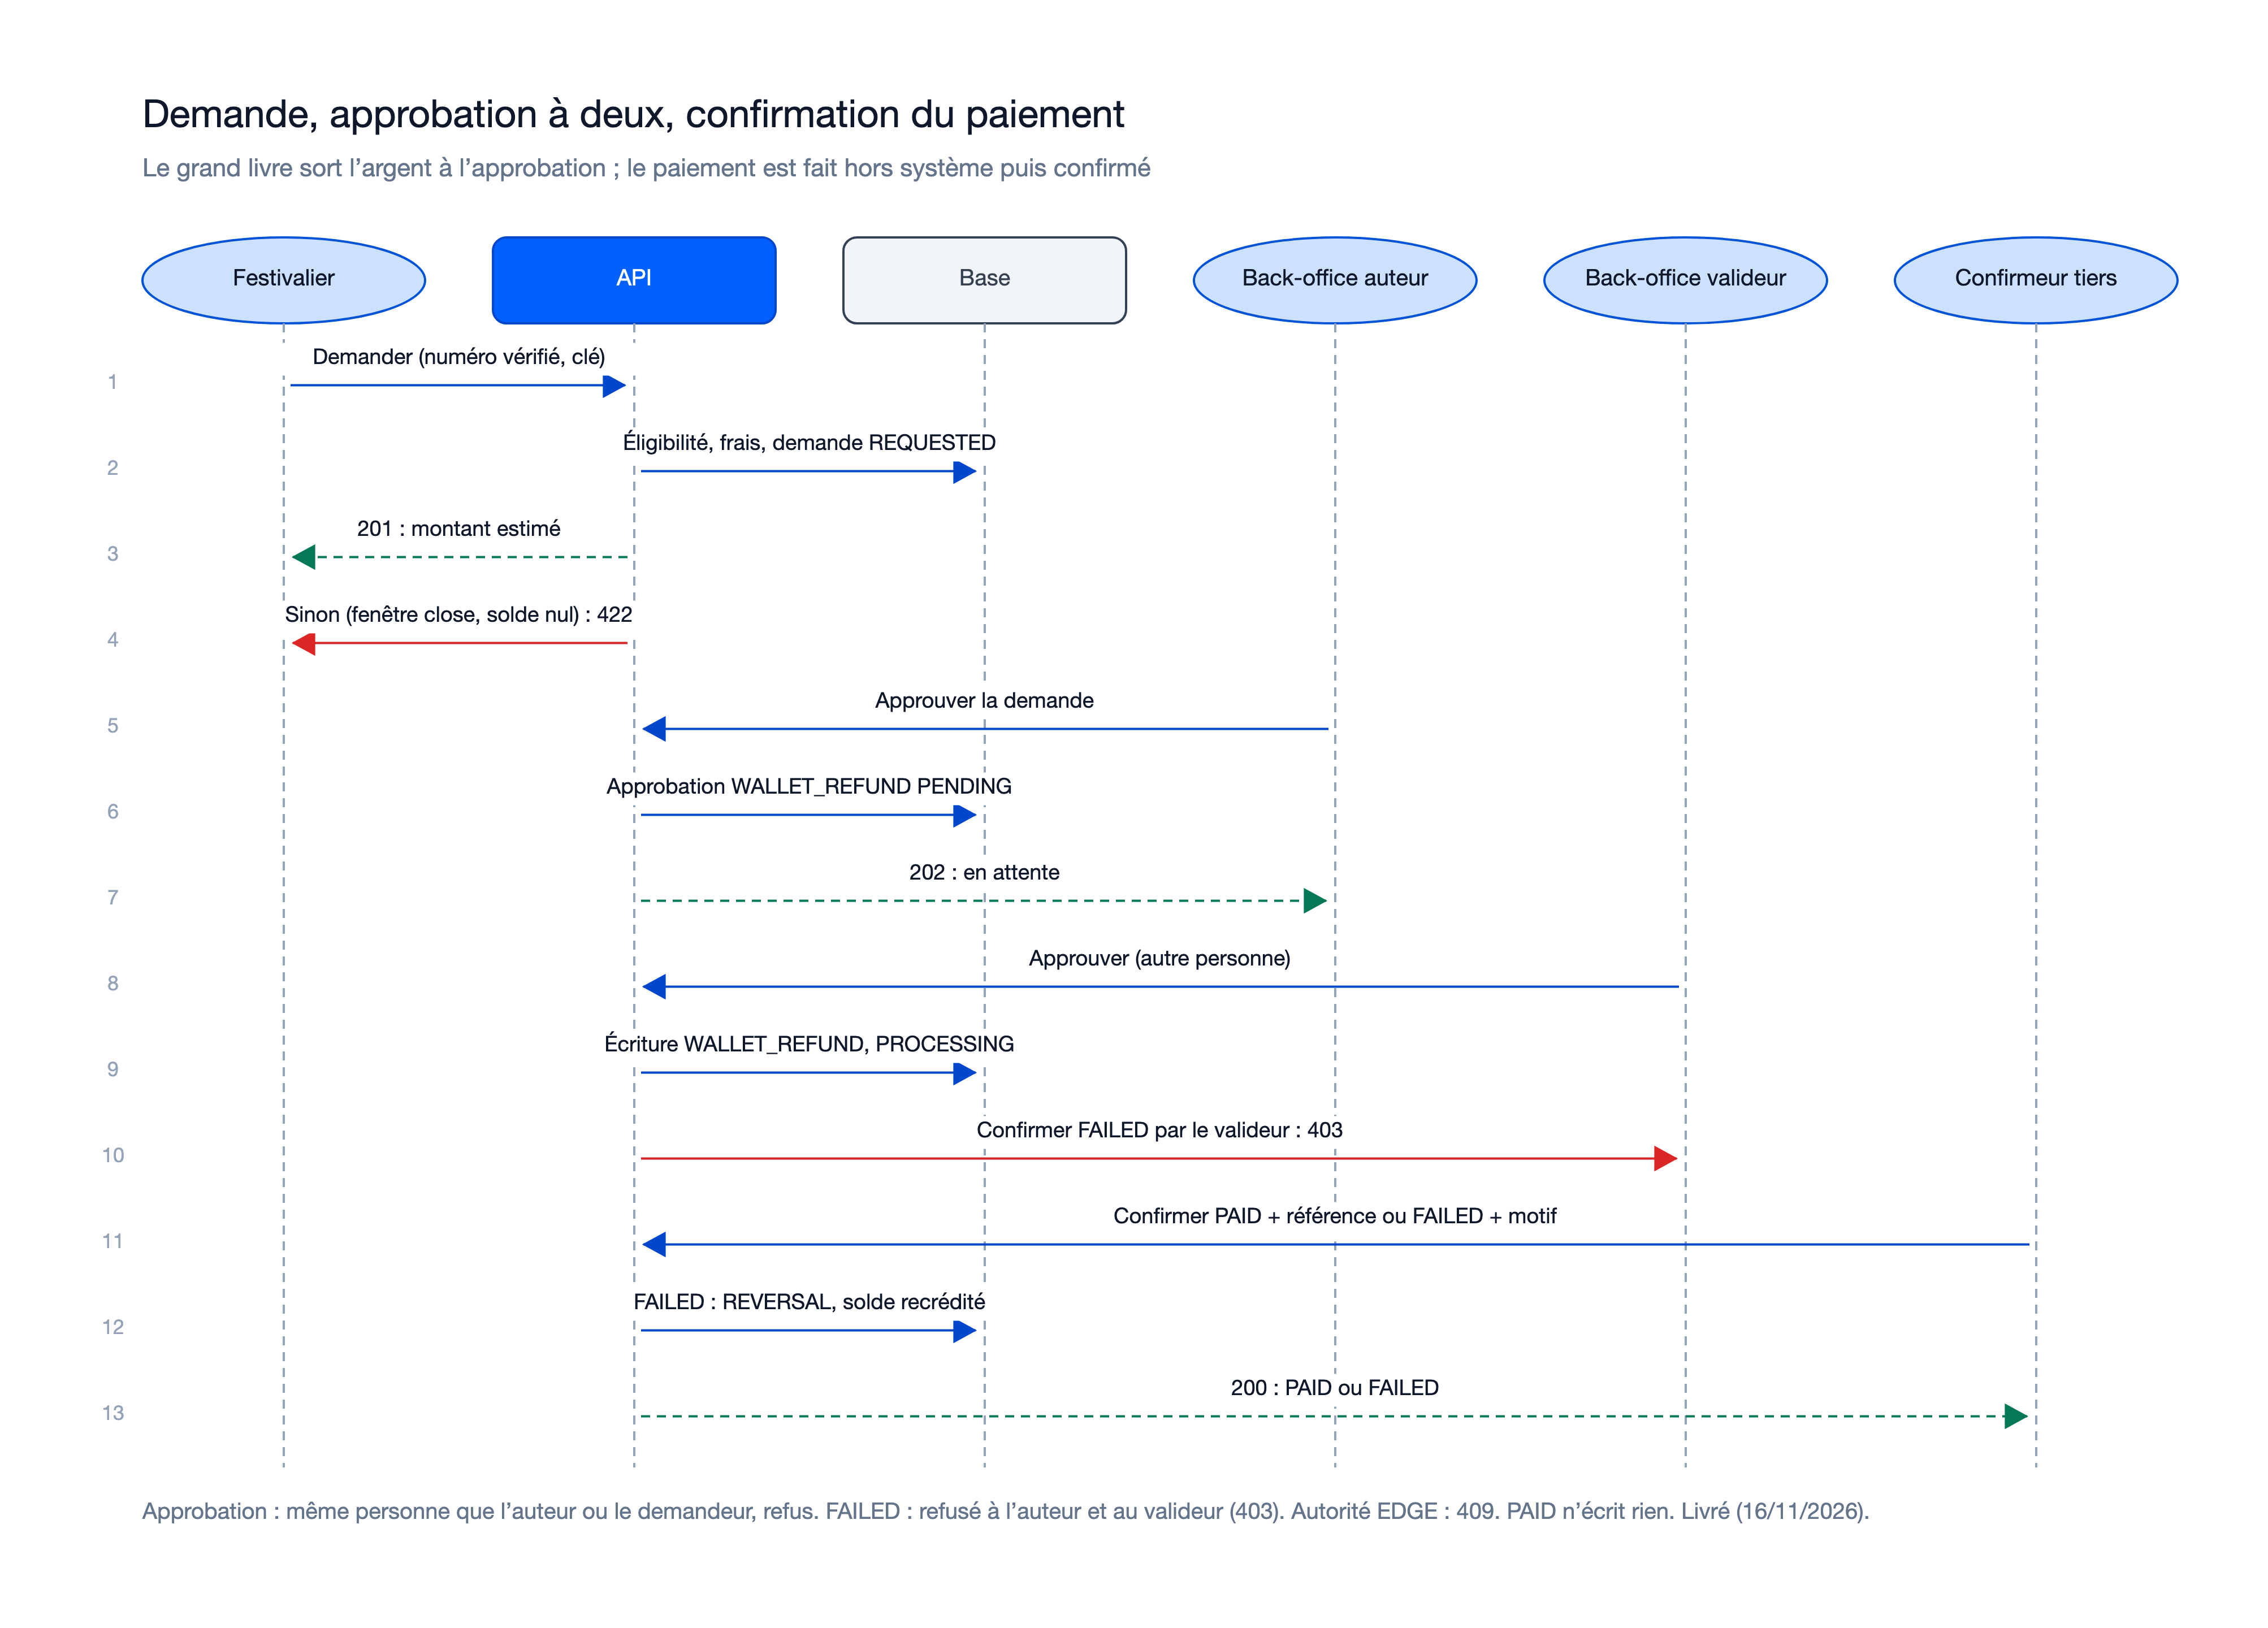 Demande, approbation à deux, confirmation du paiement
Le grand livre sort l’argent à l’approbation ; le paiement est fait hors système puis confirmé
Festivalier
API
Base
Back-office auteur
Back-office valideur
Confirmeur tiers
Demander (numéro vérifié, clé)
1
Éligibilité, frais, demande REQUESTED
2
201 : montant estimé
3
Sinon (fenêtre close, solde nul) : 422
4
Approuver la demande
5
Approbation WALLET_REFUND PENDING
6
202 : en attente
7
Approuver (autre personne)
8
Écriture WALLET_REFUND, PROCESSING
9
Confirmer FAILED par le valideur : 403
10
Confirmer PAID + référence ou FAILED + motif
11
FAILED : REVERSAL, solde recrédité
12
200 : PAID ou FAILED
13
Approbation : même personne que l’auteur ou le demandeur, refus. FAILED : refusé à l’auteur et au valideur (403). Autorité EDGE : 409. PAID n’écrit rien. Livré (16/11/2026).